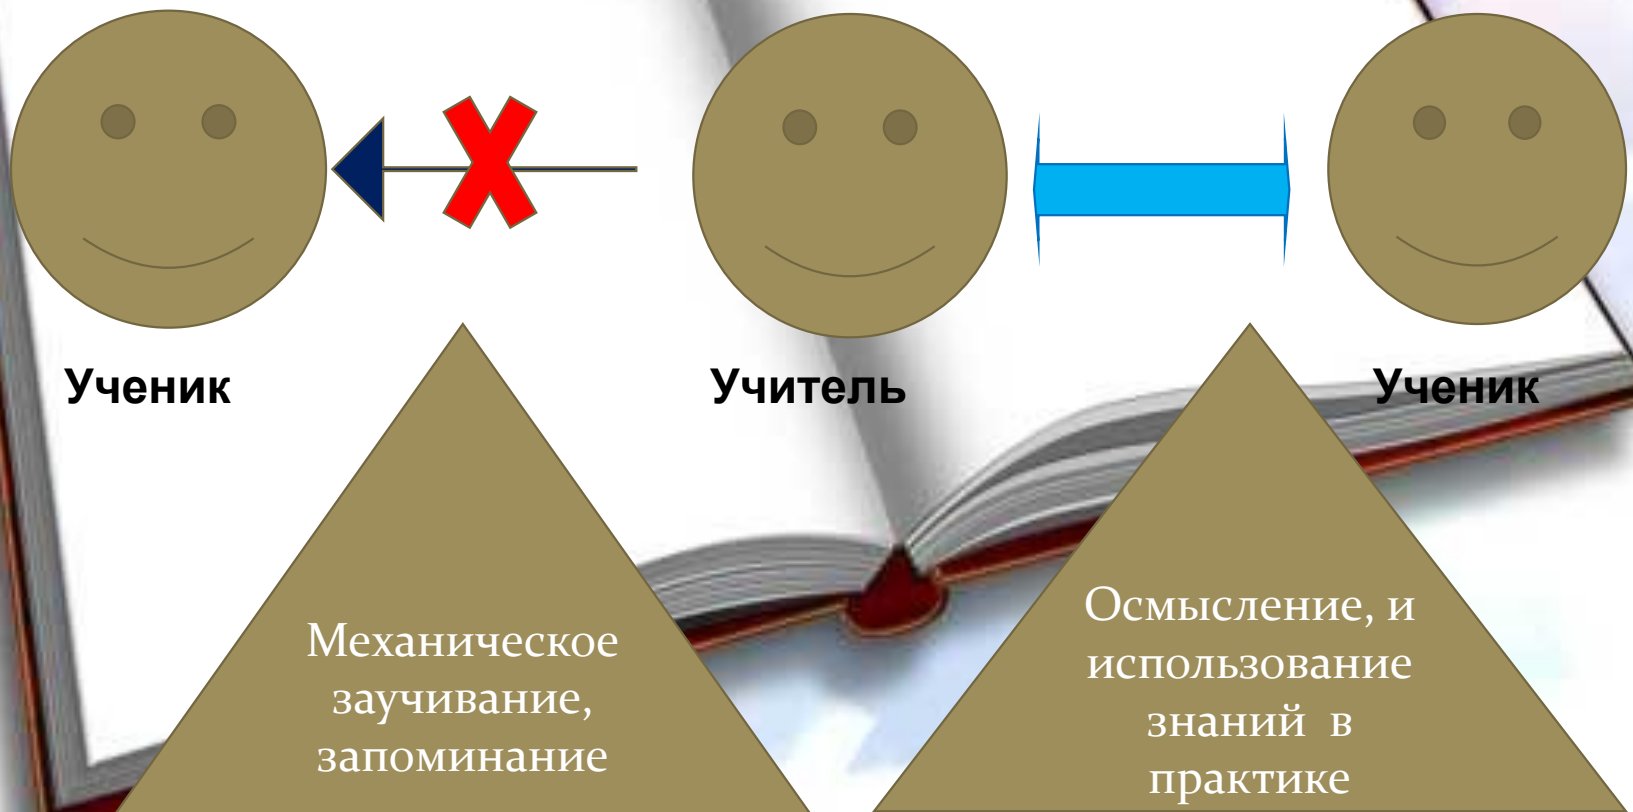 Ученик
Учитель
Ученик
Механическое
заучивание,
запоминание
Осмысление, и
использование
знаний в
практике